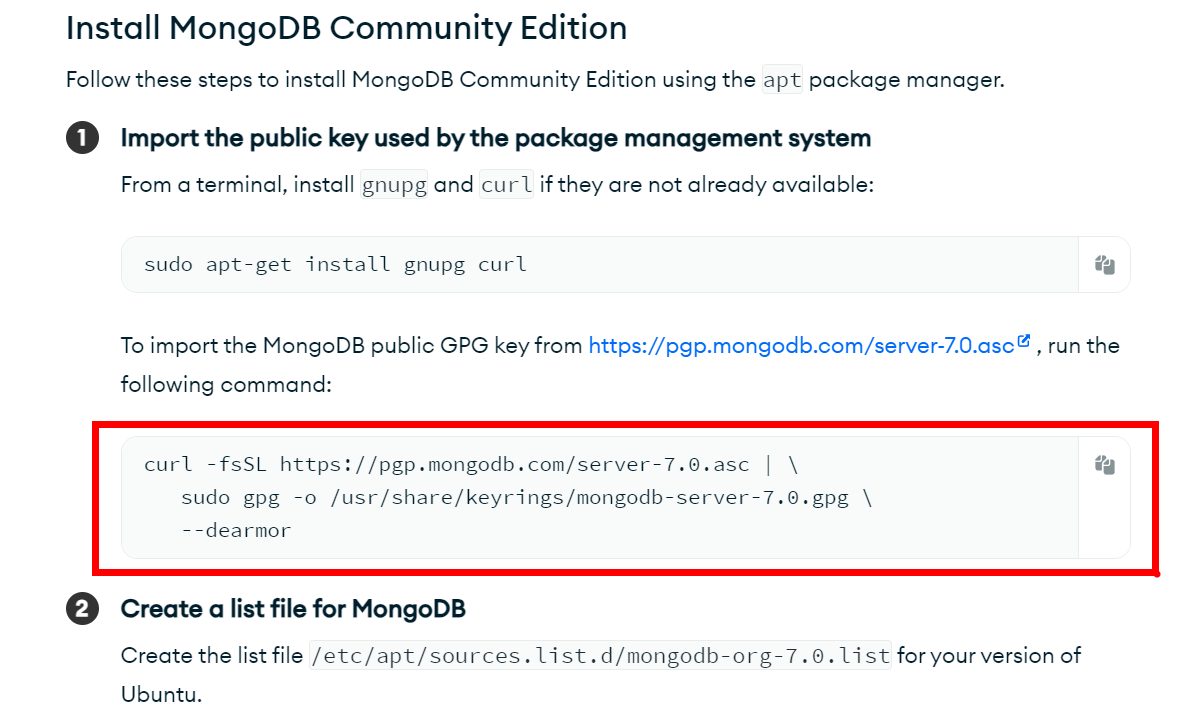 Install MongoDB Community Edition
Follow these steps to install MongoDB Community Edition using the apt package manager.
1 Import the public key used by the package management system
From a terminal, install gnupg and curl if they are not already available:
sudo apt-get install gnupg curl
To import the MongoDB public GPG key from https://pgp.mongodb.com/server-7.0.asc , run the
following command:
curl -fsSL https://pgp.mongodb.com/server-7.0.asc | \
sudo gpg -o /usr/share/keyrings/mongodb-server-7.0.gpg \
--dearmor
2 Create a list file for MongoDB
Create the list file /etc/apt/sources.list.d/mongodb-org-7.0.list for your version of
Ubuntu.